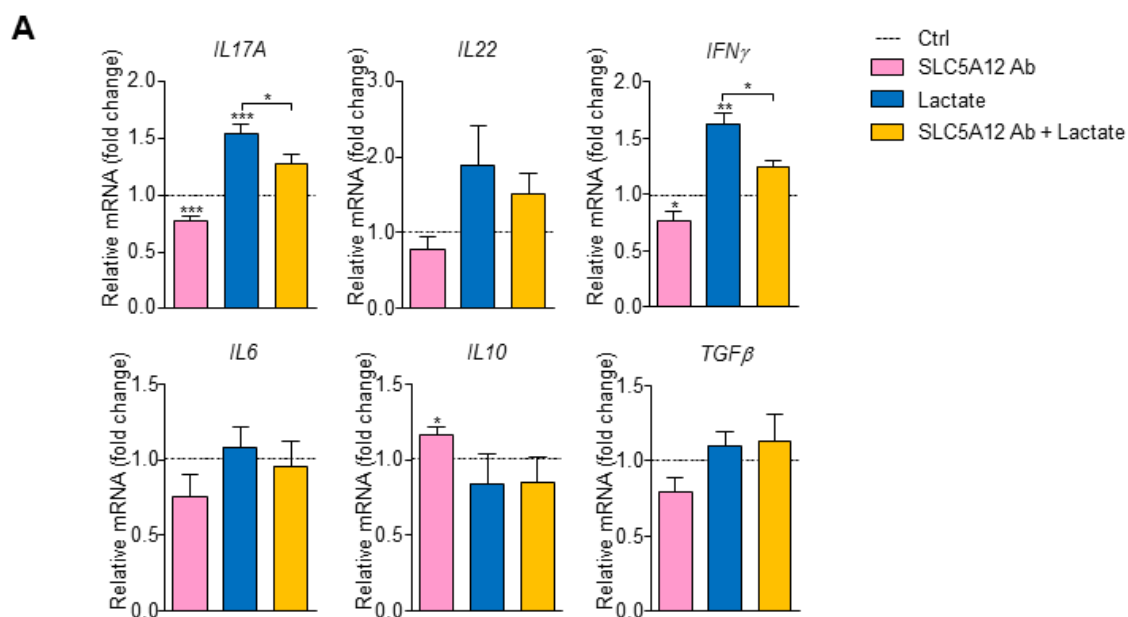 A
IL17A
Relative mRNA (fold change)
2.0
1.5
1.0
0.5
0.0
***
***
*
IL22
Relative mRNA (fold change)
3.0
2.0
1.0
0.0
IFNγ
Relative mRNA (fold change)
2.0
1.5
1.0
0.5
0.0
*
**
*
---- Ctrl
SLC5A12 Ab
Lactate
SLC5A12 Ab + Lactate
IL6
Relative mRNA (fold change)
1.5
1.0
0.5
0.0
IL10
Relative mRNA (fold change)
1.5
1.0
0.5
0.0
*
TGFβ
Relative mRNA (fold change)
1.5
1.0
0.5
0.0